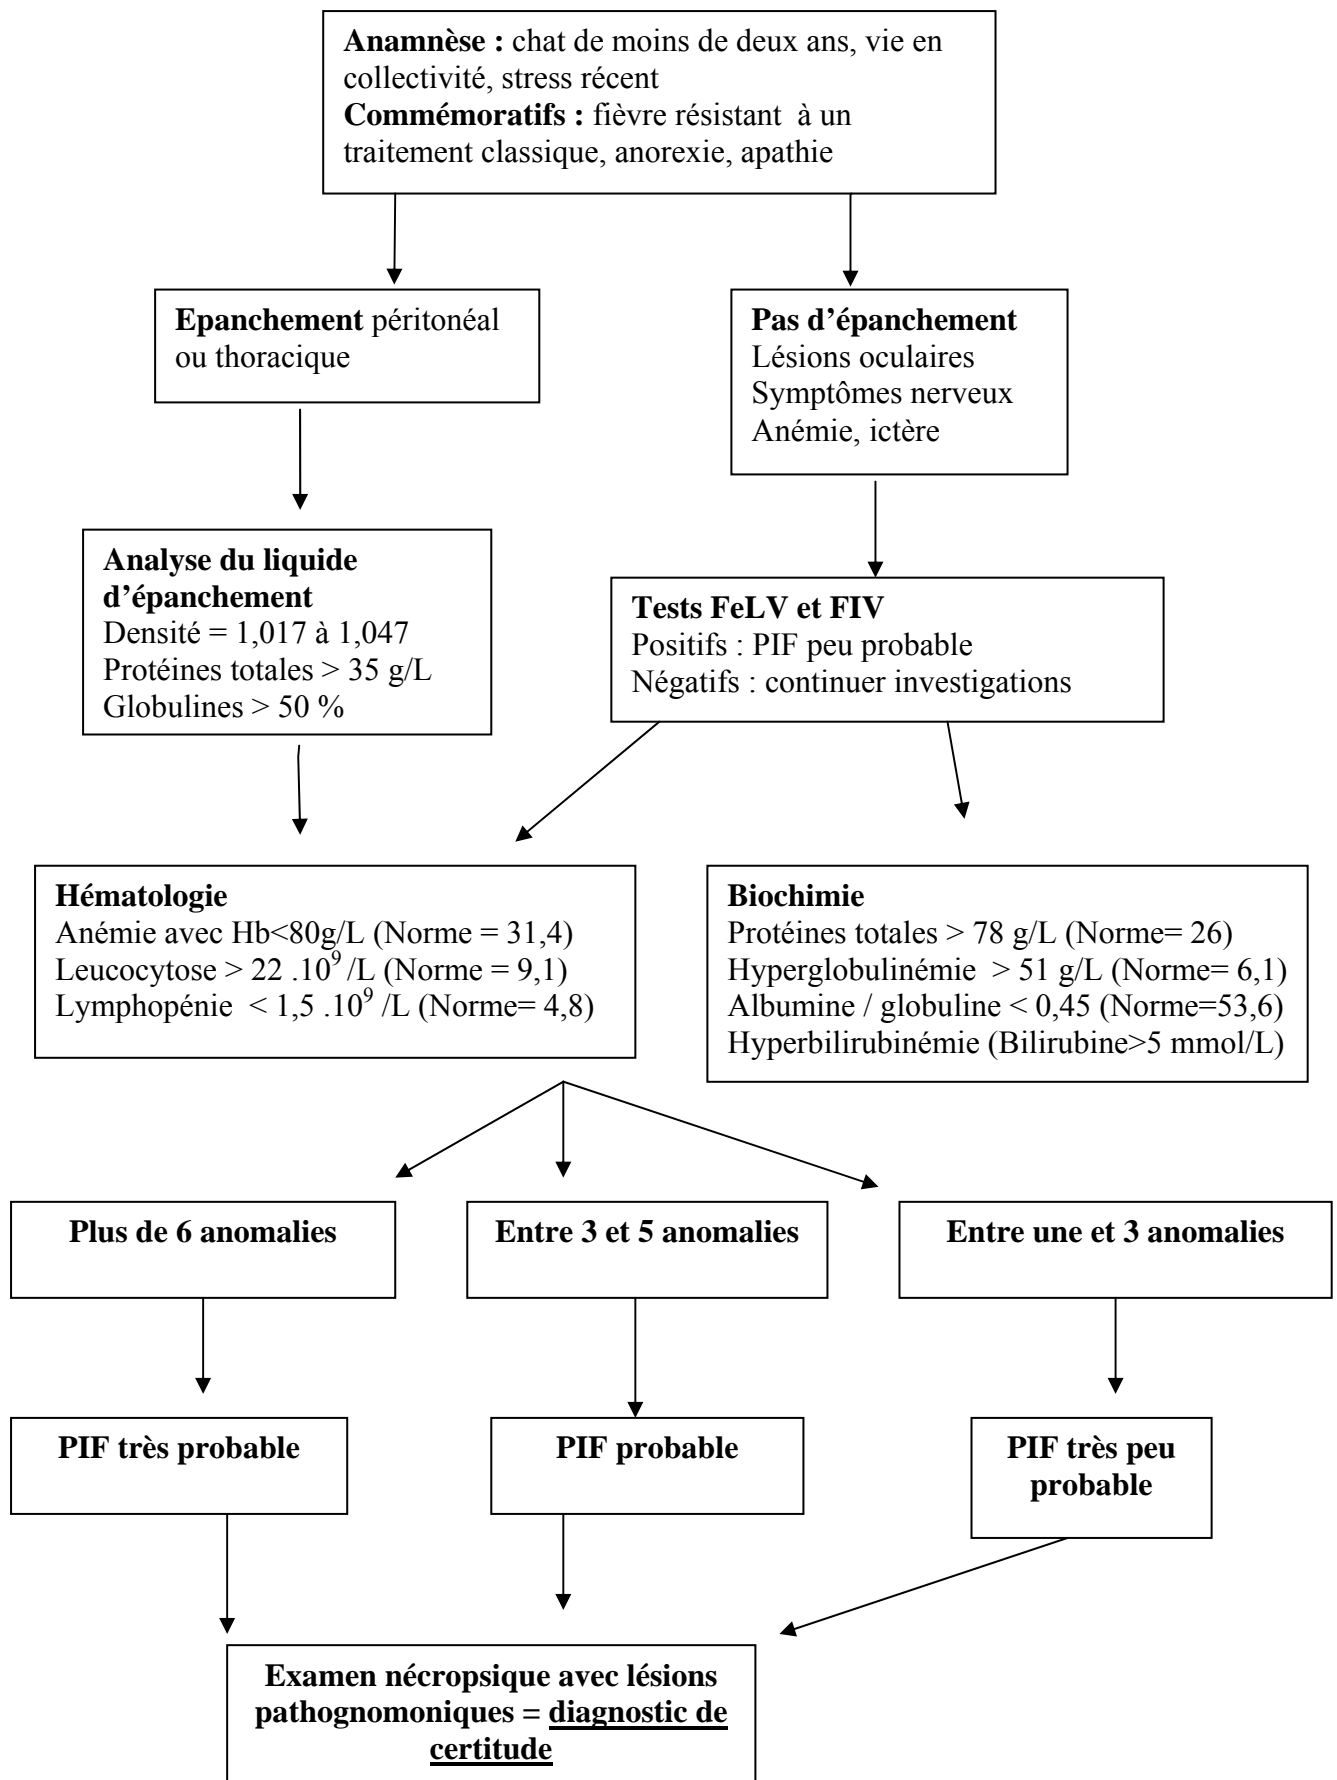 Anamnèse : chat de moins de deux ans, vie en
collectivité, stress récent
Commémoratifs : fièvre résistant à un
traitement classique, anorexie, apathie
Epanchement péritonéal
ou thoracique
Pas d’épanchement
Lésions oculaires
Symptômes nerveux
Anémie, ictère
Analyse du liquide
d’épanchement
Densité = 1,017 à 1,047
Protéines totales > 35 g/L
Globulines > 50 %
Tests FeLV et FIV
Positifs : PIF peu probable
Négatifs : continuer investigations
Hématologie
Anémie avec Hb<80g/L (Norme = 31,4)
Leucocytose > 22 .10⁹ /L (Norme = 9,1)
Lymphopénie < 1,5 .10⁹ /L (Norme= 4,8)
Biochimie
Protéines totales > 78 g/L (Norme= 26)
Hyperglobulinémie > 51 g/L (Norme= 6,1)
Albumine / globuline < 0,45 (Norme=53,6)
Hyperbilirubinémie (Bilirubine>5 mmol/L)
Plus de 6 anomalies
Entre 3 et 5 anomalies
Entre une et 3 anomalies
PIF très probable
PIF probable
PIF très peu
probable
Examen nécropsique avec lésions
pathognomoniques = diagnostic de
certitude